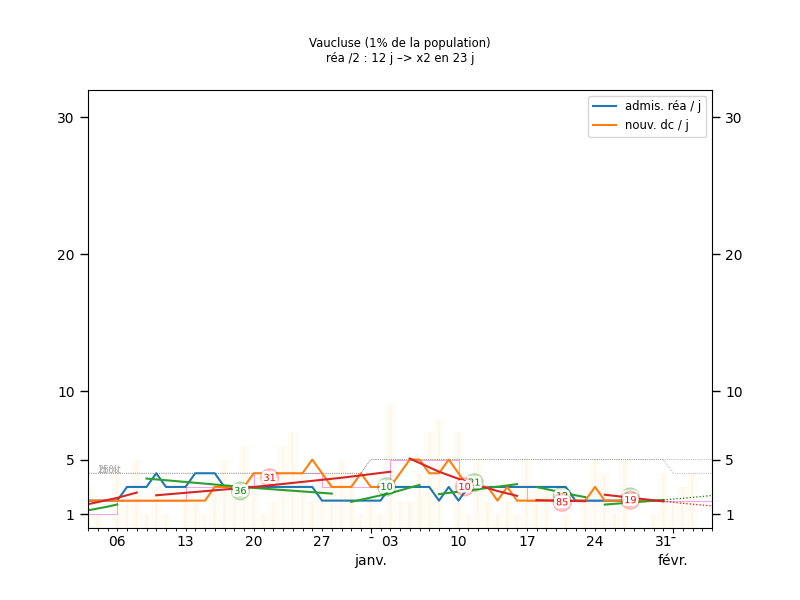 Vaucluse (1% de la population)
réa /2 : 12 j –> x2 en 23 j
admis. réa / j
nouv. dc / j
30 30
20 20
10 10
5 5
1 1
31
36
10
10
21
85
19
06 13 20 27 - 03 10 17 24 31-
janv. févr.